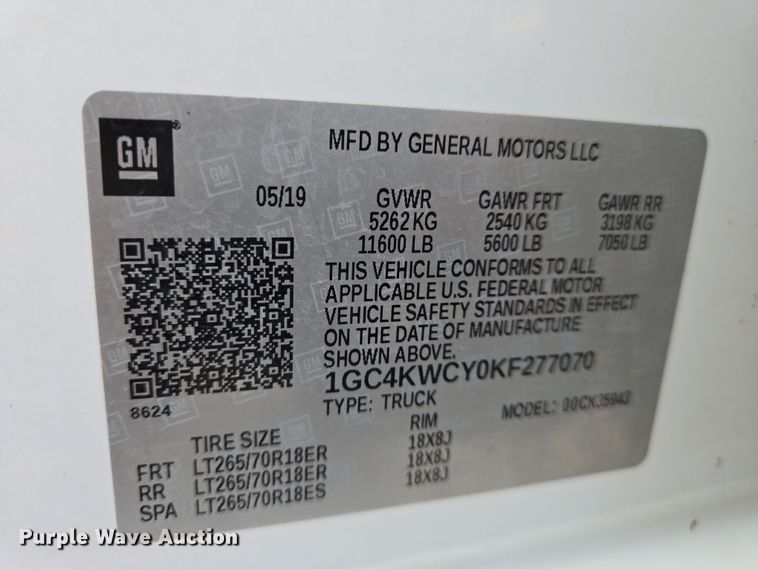 GM
MFD BY GENERAL MOTORS LLC
05/19 GVWR GAWR FRT GAWR RR
5262 KG 2540 KG 3198 KG
11600 LB 5600 LB 7050 LB
THIS VEHICLE CONFORMS TO ALL
APPLICABLE U.S. FEDERAL MOTOR
VEHICLE SAFETY STANDARDS IN EFFECT
ON THE DATE OF MANUFACTURE
SHOWN ABOVE.
1GC4KWCY0KF277070
8624
TYPE: TRUCK MODEL: 00CK35943
TIRE SIZE RIM
FRT LT265/70R18ER 18X8J
RR LT265/70R18ER 18X8J
SPA LT265/70R18ES 18X8J
Purple Wave Auction